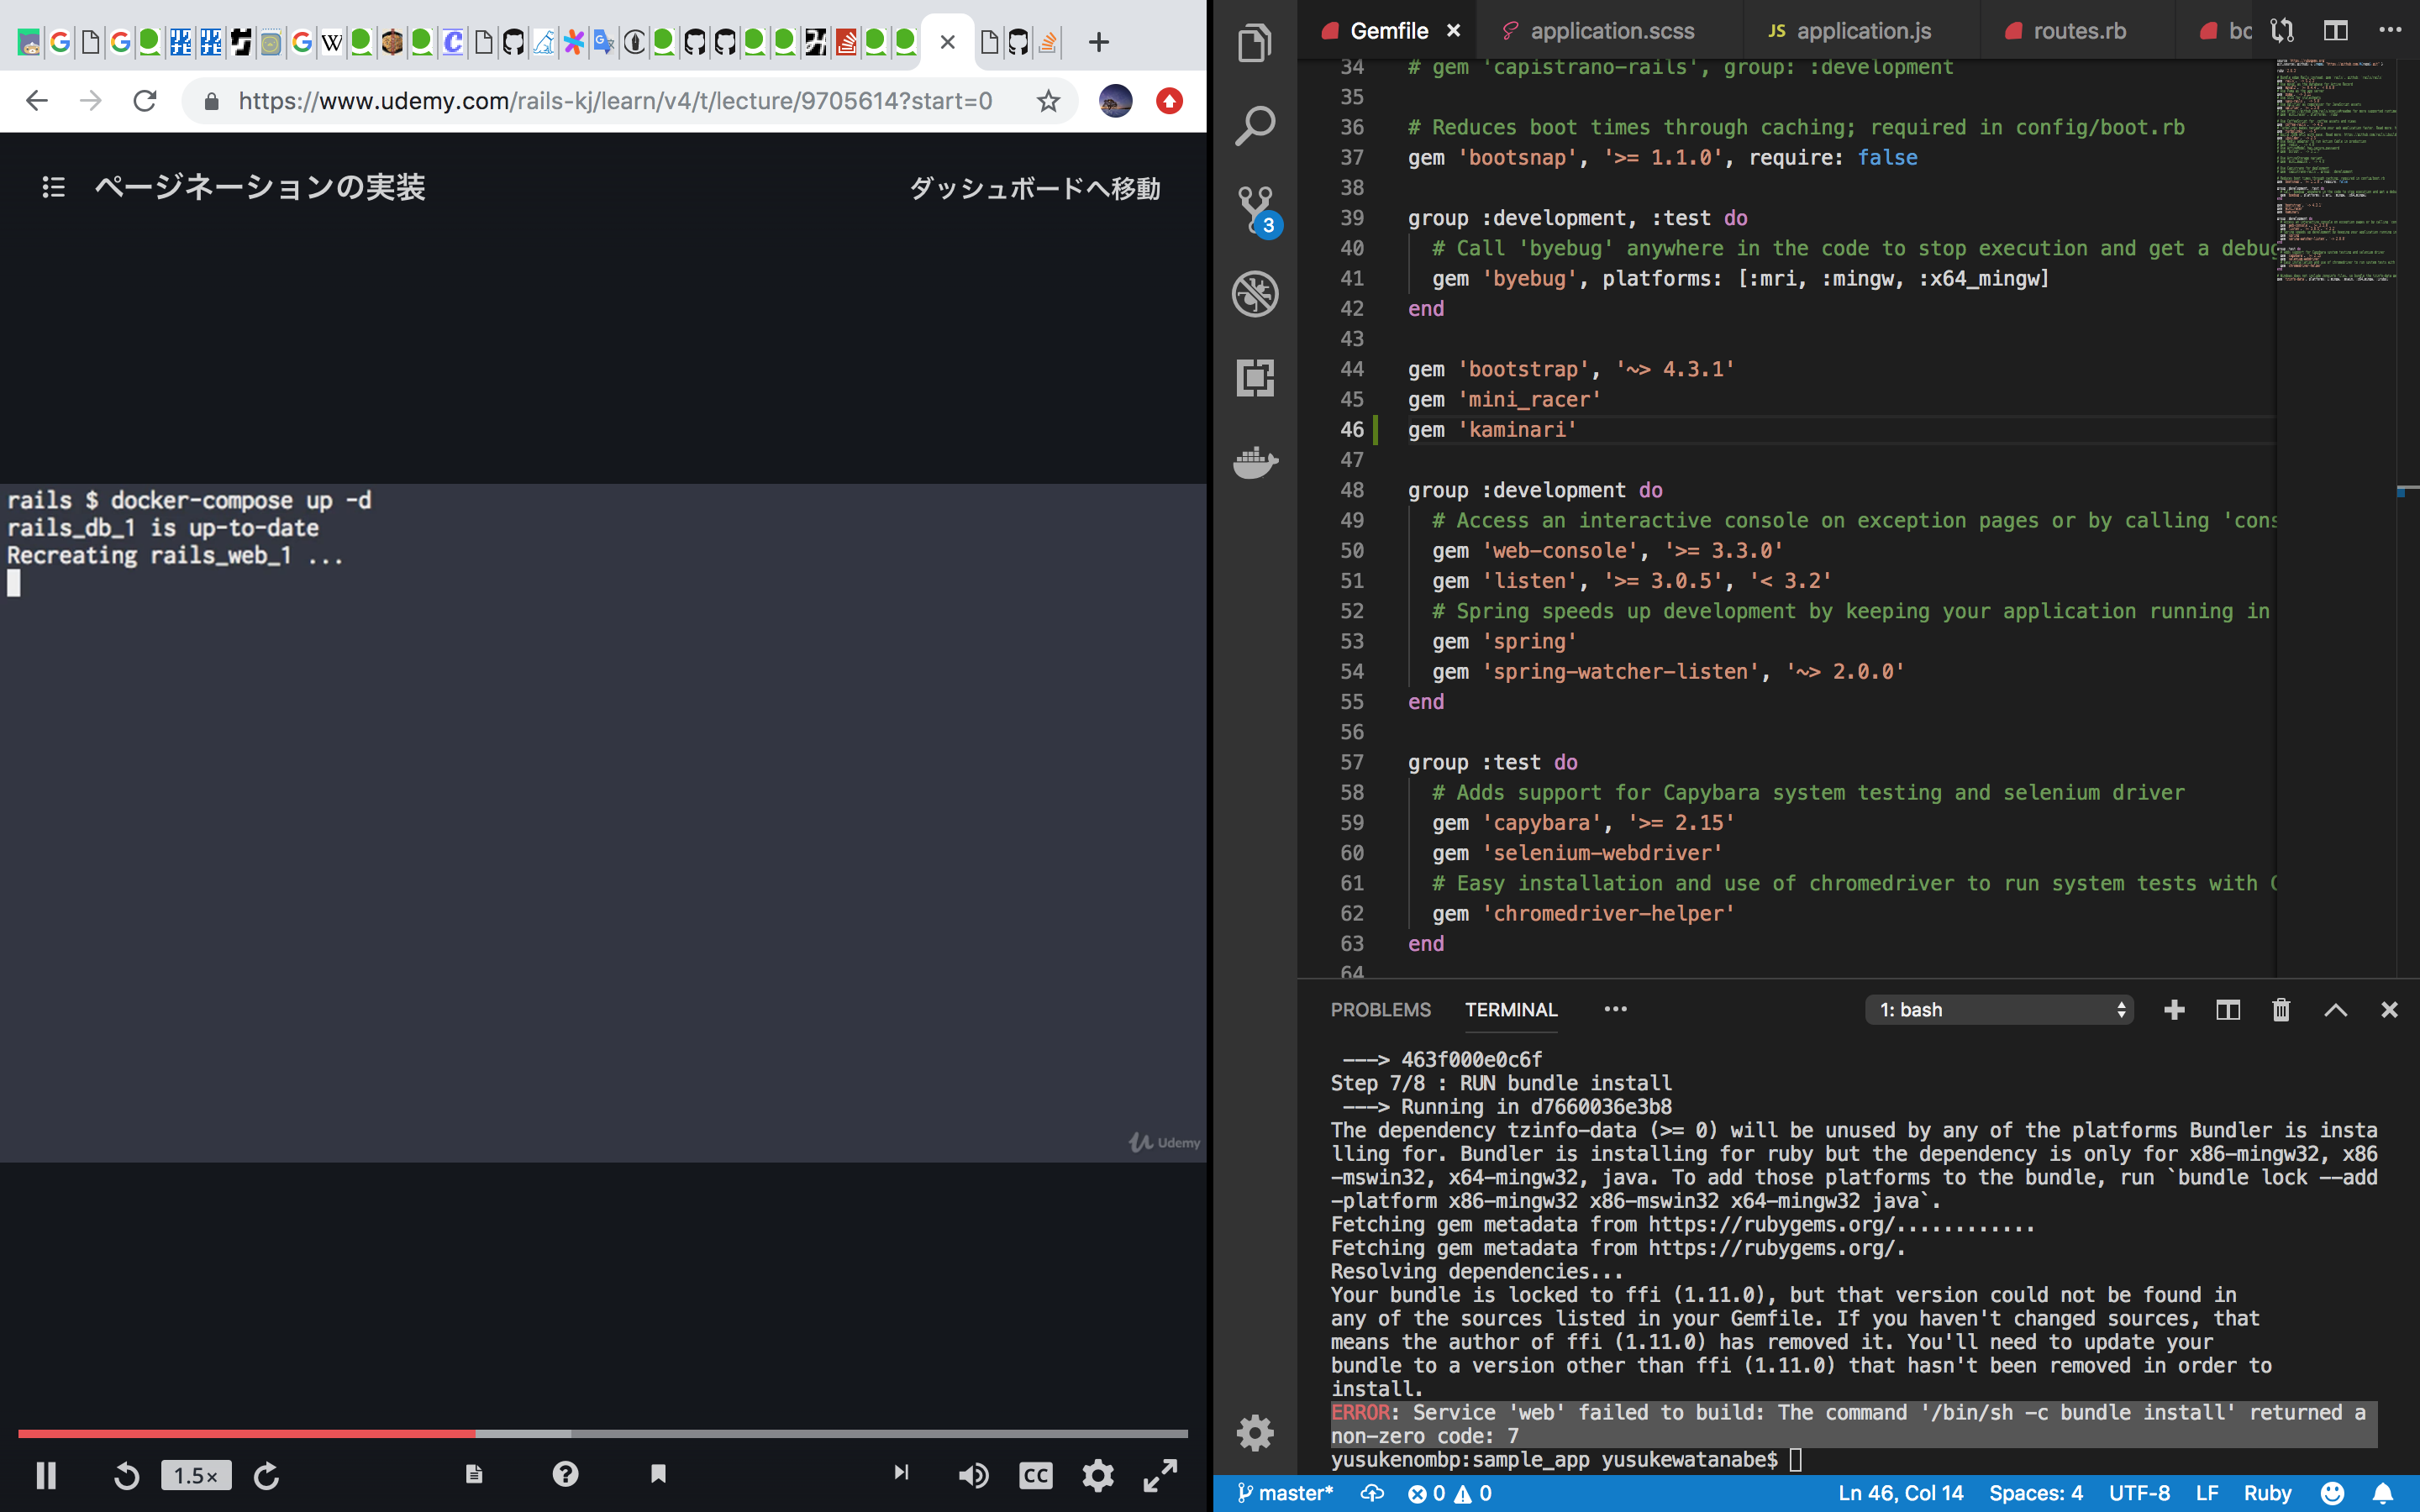 https://www.udemy.com/rails-kj/learn/v4/t/lecture/9705614?start=0
ページネーションの実装
ダッシュボードへ移動
rails $ docker-compose up -d
rails_db_1 is up-to-date
Recreating rails_web_1 ...
Udemy
1.5×
CC
3
Gemfile
application.scss
JS application.js
routes.rb
34 # gem 'capistrano-rails', group: :development
35
36 # Reduces boot times through caching; required in config/boot.rb
37 gem 'bootsnap', '>= 1.1.0', require: false
38
39 group :development, :test do
40 # Call 'byebug' anywhere in the code to stop execution and get a
41 gem 'byebug', platforms: [:mri, :mingw, :x64_mingw]
42 end
43
44 gem 'bootstrap', '~> 4.3.1'
45 gem 'mini_racer'
46 gem 'kaminari'
47
48 group :development do
49 # Access an interactive console on exception pages or by calling
50 gem 'web-console', '>= 3.3.0'
51 gem 'listen', '>= 3.0.5', '< 3.2'
52 # Spring speeds up development by keeping your application running in
53 gem 'spring'
54 gem 'spring-watcher-listen', '~> 2.0.0'
55 end
56
57 group :test do
58 # Adds support for Capybara system testing and selenium driver
59 gem 'capybara', '>= 2.15'
60 gem 'selenium-webdriver'
61 # Easy installation and use of chromedriver to run system tests with
62 gem 'chromedriver-helper'
63 end
64
PROBLEMS TERMINAL ... 1: bash
---> 463f000e0c6f
Step 7/8 : RUN bundle install
---> Running in d7660036e3b8
The dependency tzinfo-data (>= 0) will be unused by any of the platforms Bundler is insta
lling for. Bundler is installing for ruby but the dependency is only for x86-mingw32, x86
-mswin32, x64-mingw32, java. To add those platforms to the bundle, run `bundle lock --add
-platform x86-mingw32 x86-mswin32 x64-mingw32 java`.
Fetching gem metadata from https://rubygems.org/............
Fetching gem metadata from https://rubygems.org/.
Resolving dependencies...
Your bundle is locked to ffi (1.11.0), but that version could not be found in
any of the sources listed in your Gemfile. If you haven't changed sources, that
means the author of ffi (1.11.0) has removed it. You'll need to update your
bundle to a version other than ffi (1.11.0) that hasn't been removed in order to
install.
ERROR: Service 'web' failed to build: The command '/bin/sh -c bundle install' returned a
non-zero code: 7
yusukenombp:sample_app yusukewatanabe$
master* 0 0 Ln 46, Col 14 Spaces: 4 UTF-8 LF Ruby